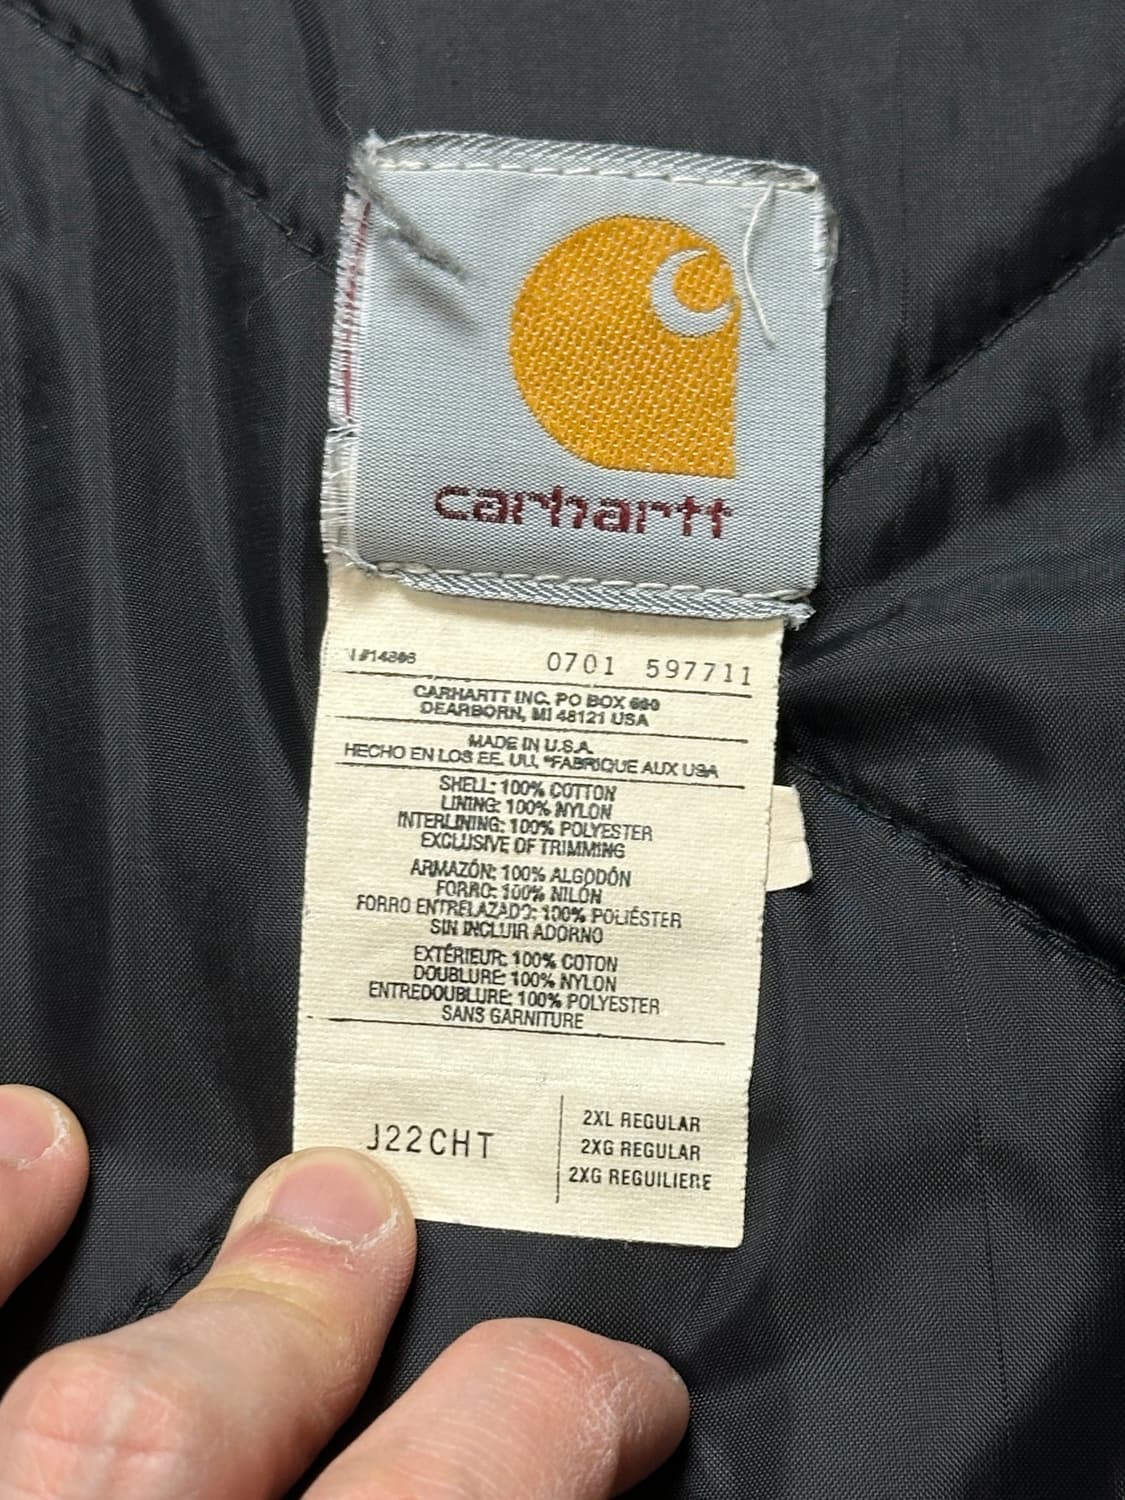 carhartt
#14806 0701 597711
CARHARTT INC. PO BOX 600
DEARBORN, MI 48121 USA
MADE IN U.S.A.
HECHO EN LOS EE. UU, *FABRIQUE AUX USA
SHELL: 100% COTTON
LINING: 100% NYLON
INTERLINING: 100% POLYESTER
EXCLUSIVE OF TRIMMING
ARMAZÓN: 100% ALGODÓN
FORRO: 100% NILÓN
FORRO ENTRELAZADO: 100% POLIÉSTER
SIN INCLUIR ADORNO
EXTÉRIEUR: 100% COTON
DOUBLURE: 100% NYLON
ENTREDOUBLURE: 100% POLYESTER
SANS GARNITURE
J22CHT
2XL REGULAR
2XG REGULAR
2XG REGUILIERE